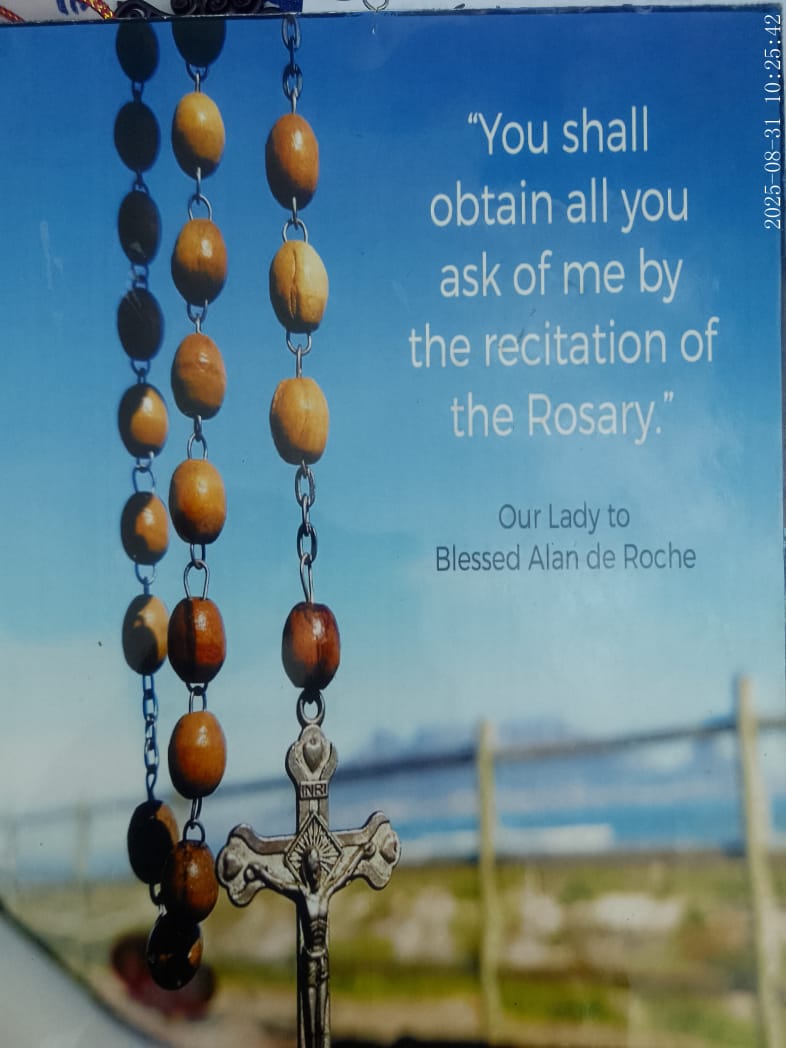 “You shall
obtain all you
ask of me by
the recitation of
the Rosary.”
Our Lady to
Blessed Alan de Roche
INRI
2025-08-31 10:25:42